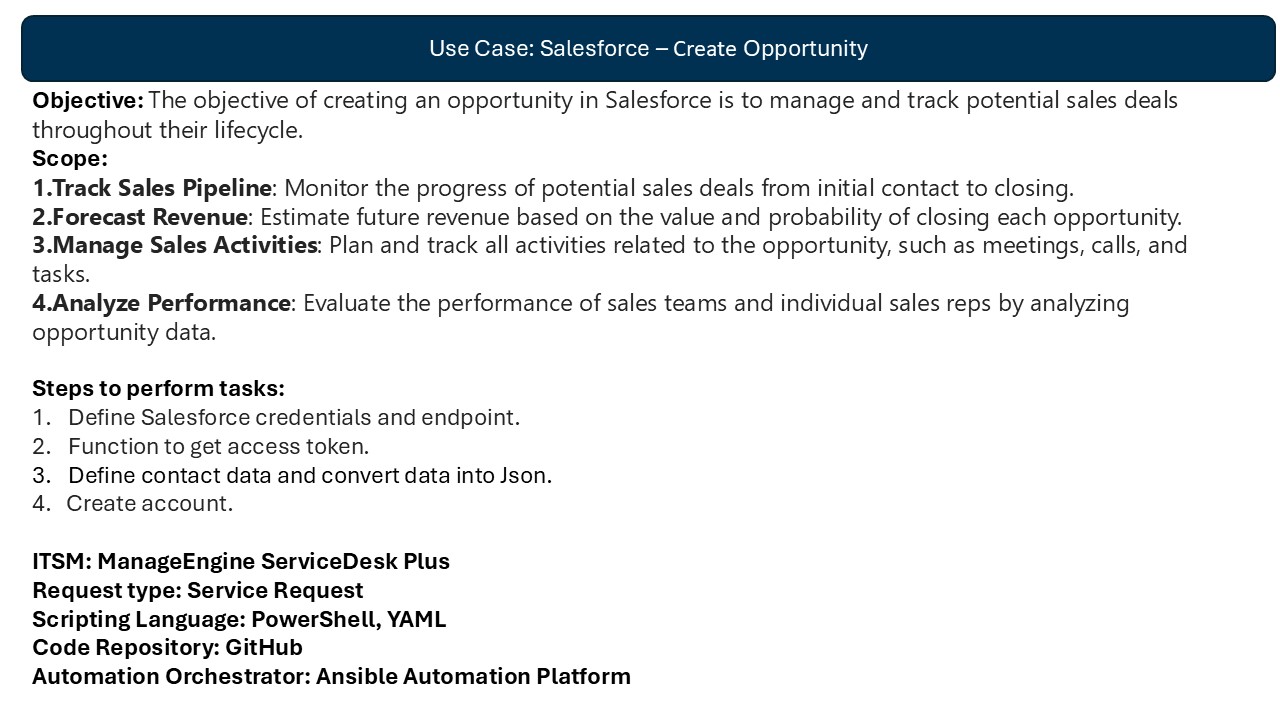 Use Case: Salesforce – Create Opportunity
Objective: The objective of creating an opportunity in Salesforce is to manage and track potential sales deals
throughout their lifecycle.
Scope:
1.Track Sales Pipeline: Monitor the progress of potential sales deals from initial contact to closing.
2.Forecast Revenue: Estimate future revenue based on the value and probability of closing each opportunity.
3.Manage Sales Activities: Plan and track all activities related to the opportunity, such as meetings, calls, and
tasks.
4.Analyze Performance: Evaluate the performance of sales teams and individual sales reps by analyzing
opportunity data.
Steps to perform tasks:
1. Define Salesforce credentials and endpoint.
2. Function to get access token.
3. Define contact data and convert data into Json.
4. Create account.
ITSM: ManageEngine ServiceDesk Plus
Request type: Service Request
Scripting Language: PowerShell, YAML
Code Repository: GitHub
Automation Orchestrator: Ansible Automation Platform